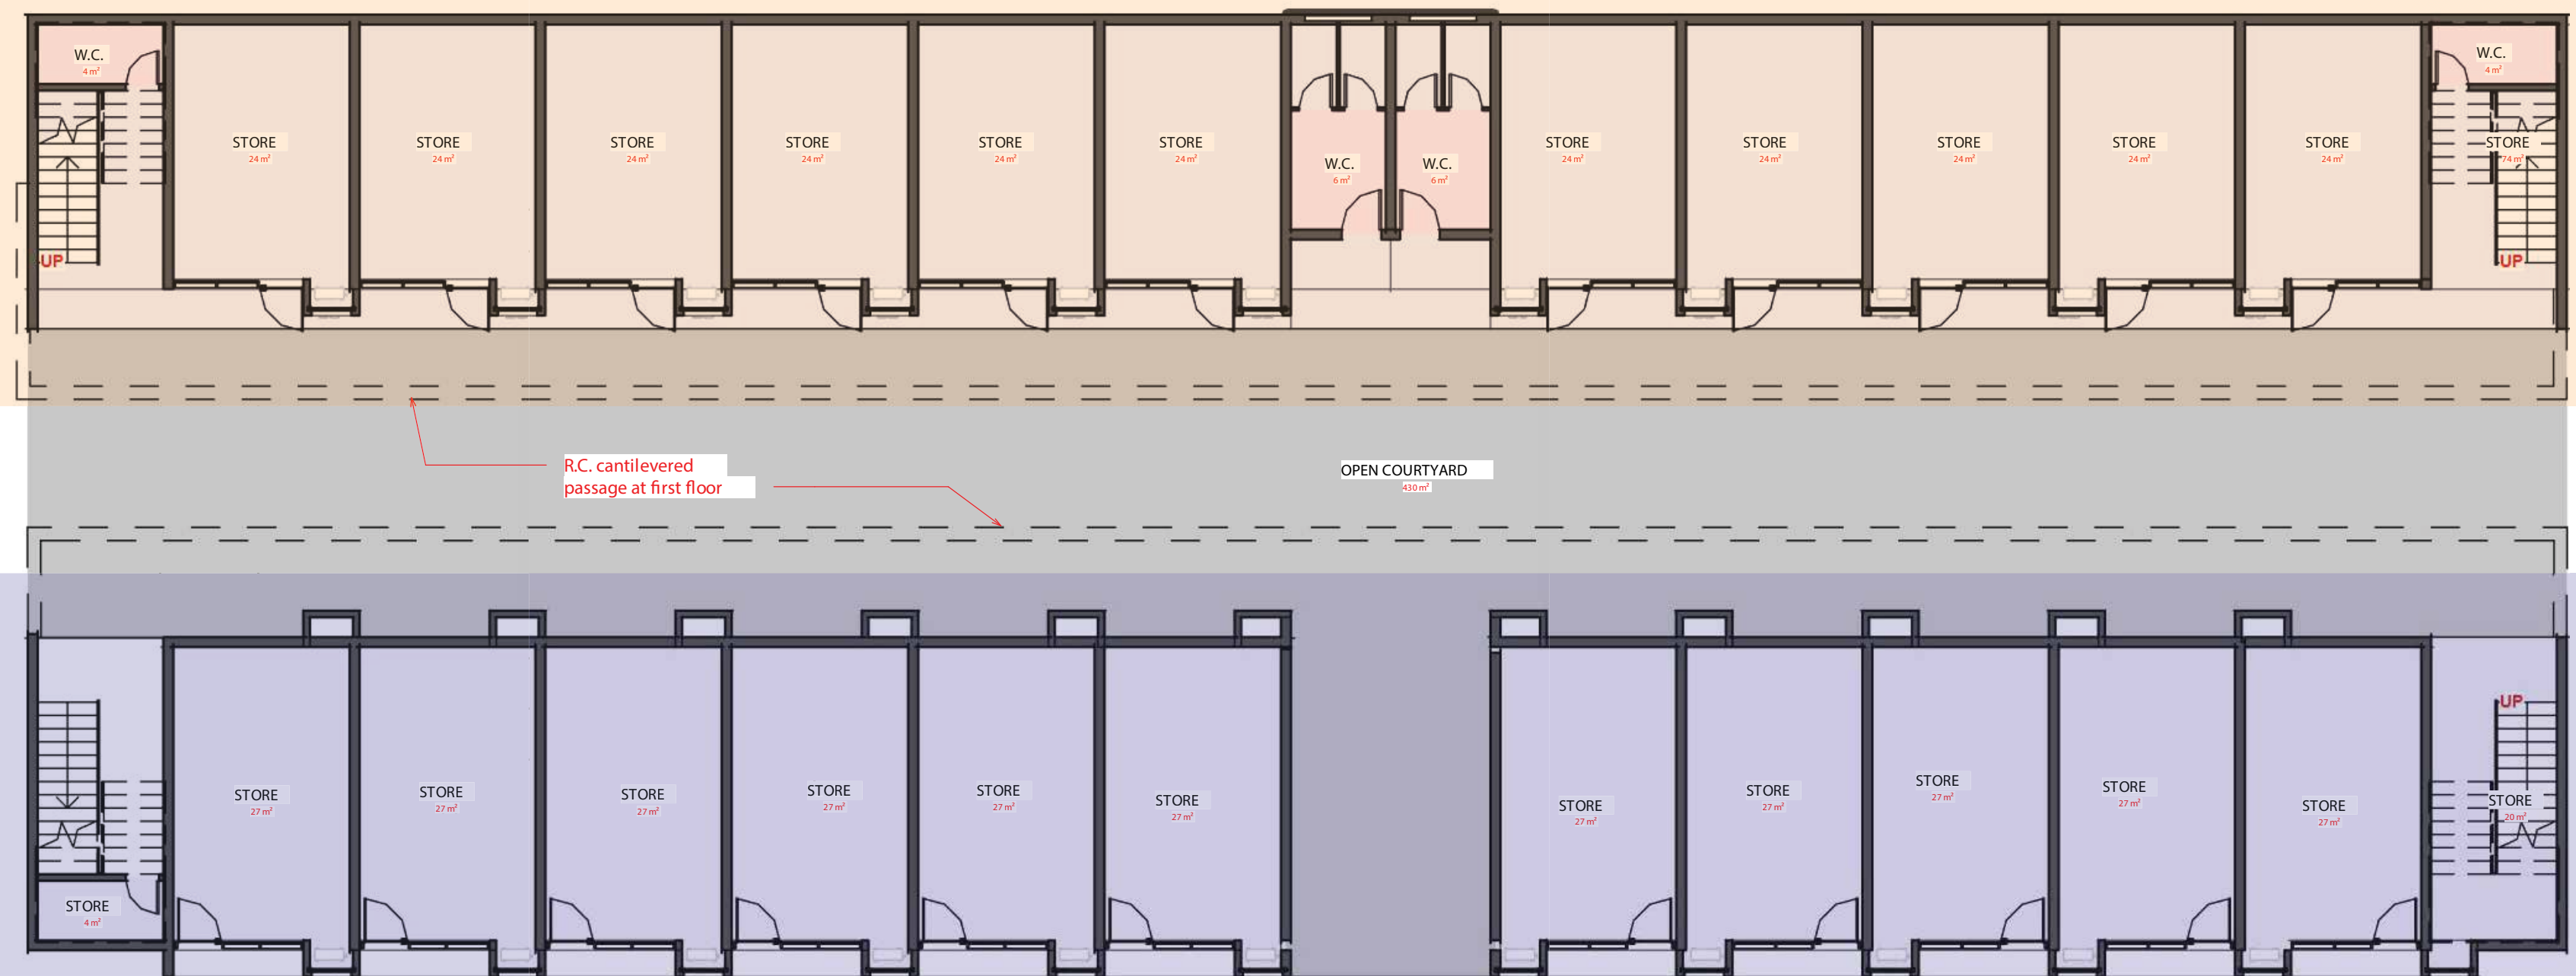 W.C.
4 m²
STORE
24 m²
STORE
24 m²
STORE
24 m²
STORE
24 m²
STORE
24 m²
STORE
24 m²
W.C.
6 m²
W.C.
6 m²
STORE
24 m²
STORE
24 m²
STORE
24 m²
STORE
24 m²
STORE
24 m²
W.C.
4 m²
STORE
74 m²
UP
UP
R.C. cantilevered
passage at first floor
OPEN COURTYARD
430 m²
UP
STORE
27 m²
STORE
27 m²
STORE
27 m²
STORE
27 m²
STORE
27 m²
STORE
27 m²
STORE
27 m²
STORE
27 m²
STORE
27 m²
STORE
27 m²
STORE
27 m²
STORE
20 m²
STORE
4 m²